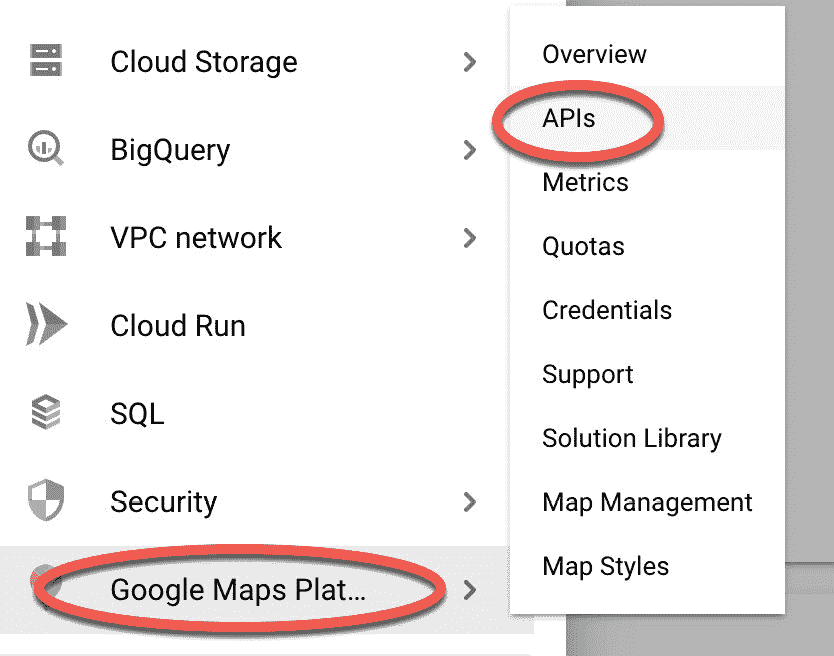 Cloud Storage
BigQuery
VPC network
Cloud Run
SQL
Security
Google Maps Plat...
Overview
APIs
Metrics
Quotas
Credentials
Support
Solution Library
Map Management
Map Styles